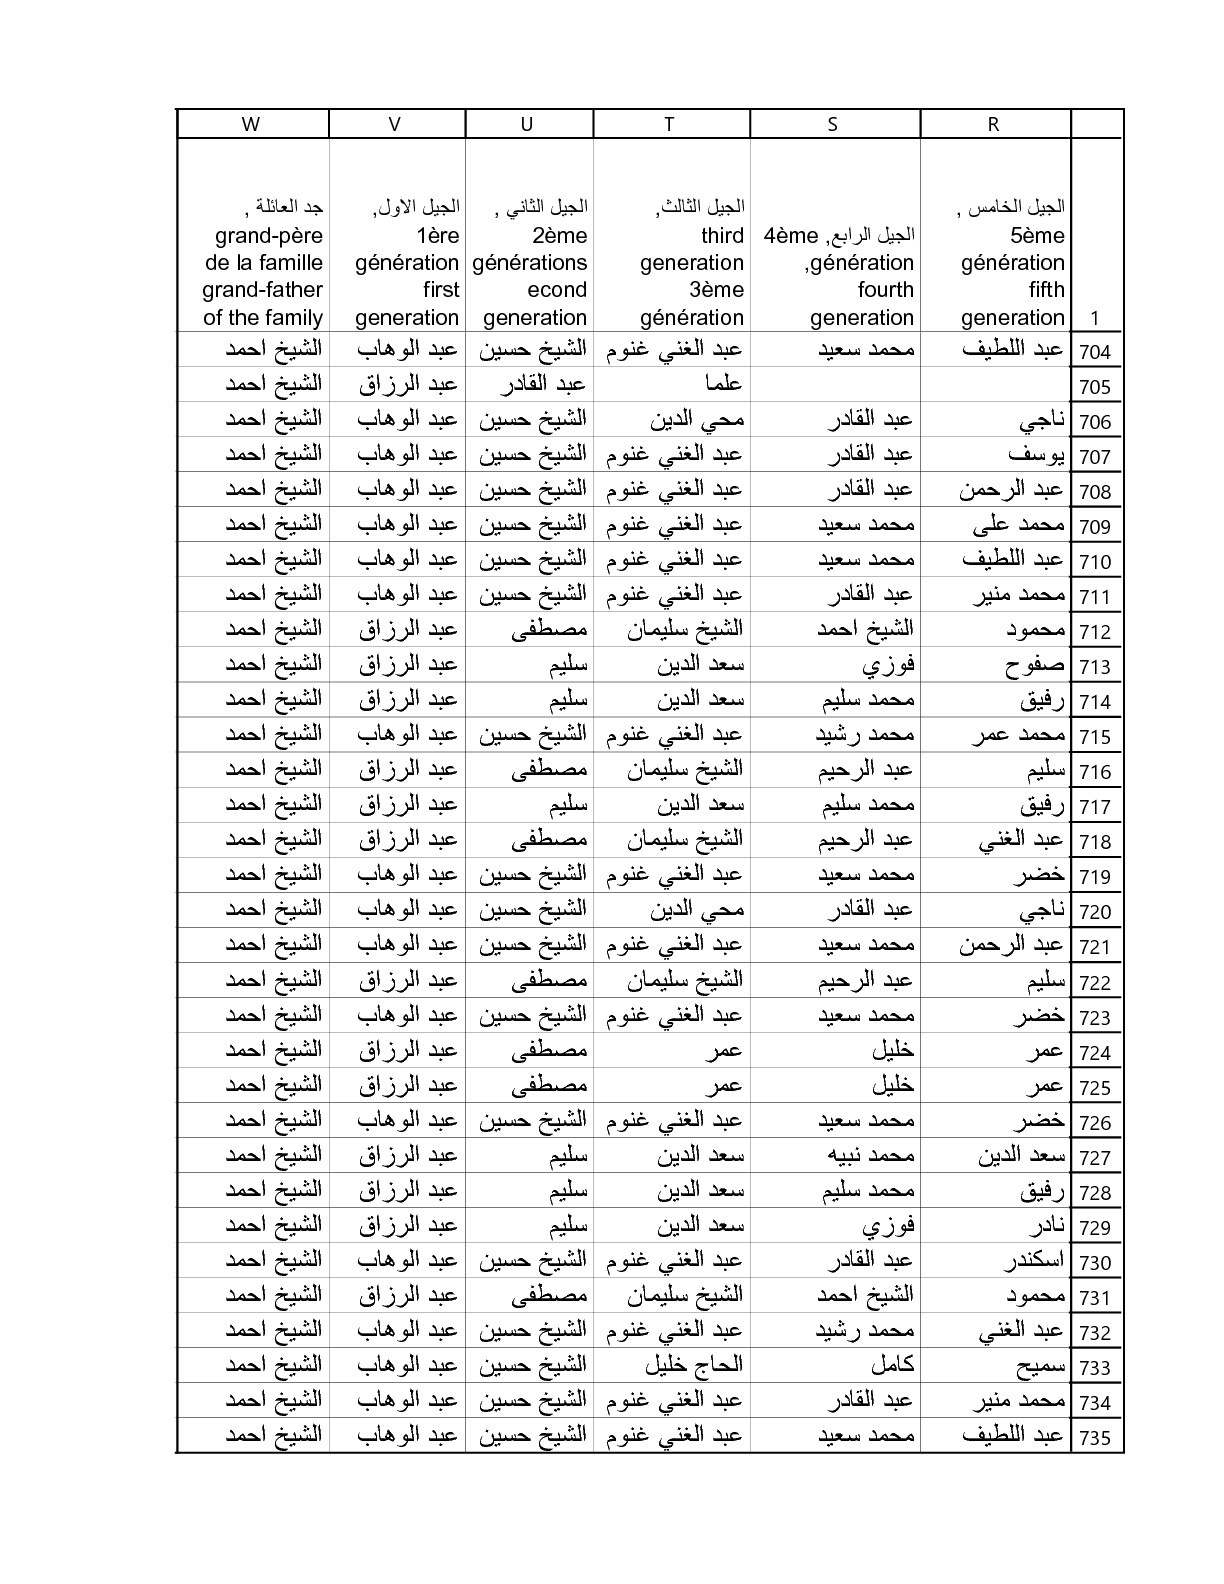 R S T U V W
1 الجيل الخامس , 5ème génération fifth generation | الجيل الرابع, 4ème génération, fourth generation | الجيل الثالث, third generation 3ème génération | الجيل الثاني , 2ème générations econd generation | الجيل الاول, 1ère génération first generation | جد العائلة , grand-père de la famille grand-father of the family
704 عبد اللطيف محمد سعيد عبد الغني غنوم الشيخ حسين عبد الوهاب الشيخ احمد
705 علما عبد القادر عبد الرزاق الشيخ احمد
706 ناجي عبد القادر محي الدين الشيخ حسين عبد الوهاب الشيخ احمد
707 يوسف عبد القادر عبد الغني غنوم الشيخ حسين عبد الوهاب الشيخ احمد
708 عبد الرحمن عبد القادر عبد الغني غنوم الشيخ حسين عبد الوهاب الشيخ احمد
709 محمد على محمد سعيد عبد الغني غنوم الشيخ حسين عبد الوهاب الشيخ احمد
710 عبد اللطيف محمد سعيد عبد الغني غنوم الشيخ حسين عبد الوهاب الشيخ احمد
711 محمد منير عبد القادر عبد الغني غنوم الشيخ حسين عبد الوهاب الشيخ احمد
712 محمود الشيخ احمد الشيخ سليمان مصطفى عبد الرزاق الشيخ احمد
713 صفوح فوزي سعد الدين سليم عبد الرزاق الشيخ احمد
714 رفيق محمد سليم سعد الدين سليم عبد الرزاق الشيخ احمد
715 محمد عمر محمد رشيد عبد الغني غنوم الشيخ حسين عبد الوهاب الشيخ احمد
716 سليم عبد الرحيم الشيخ سليمان مصطفى عبد الرزاق الشيخ احمد
717 رفيق محمد سليم سعد الدين سليم عبد الرزاق الشيخ احمد
718 عبد الغني عبد الرحيم الشيخ سليمان مصطفى عبد الرزاق الشيخ احمد
719 خضر محمد سعيد عبد الغني غنوم الشيخ حسين عبد الوهاب الشيخ احمد
720 ناجي عبد القادر محي الدين الشيخ حسين عبد الوهاب الشيخ احمد
721 عبد الرحمن محمد سعيد عبد الغني غنوم الشيخ حسين عبد الوهاب الشيخ احمد
722 سليم عبد الرحيم الشيخ سليمان مصطفى عبد الرزاق الشيخ احمد
723 خضر محمد سعيد عبد الغني غنوم الشيخ حسين عبد الوهاب الشيخ احمد
724 عمر خليل عمر مصطفى عبد الرزاق الشيخ احمد
725 عمر خليل عمر مصطفى عبد الرزاق الشيخ احمد
726 خضر محمد سعيد عبد الغني غنوم الشيخ حسين عبد الوهاب الشيخ احمد
727 سعد الدين محمد نبيه سعد الدين سليم عبد الرزاق الشيخ احمد
728 رفيق محمد سليم سعد الدين سليم عبد الرزاق الشيخ احمد
729 نادر فوزي سعد الدين سليم عبد الرزاق الشيخ احمد
730 اسكندر عبد القادر عبد الغني غنوم الشيخ حسين عبد الوهاب الشيخ احمد
731 محمود الشيخ احمد الشيخ سليمان مصطفى عبد الرزاق الشيخ احمد
732 عبد الغني محمد رشيد عبد الغني غنوم الشيخ حسين عبد الوهاب الشيخ احمد
733 سميح كامل الحاج خليل الشيخ حسين عبد الوهاب الشيخ احمد
734 محمد منير عبد القادر عبد الغني غنوم الشيخ حسين عبد الوهاب الشيخ احمد
735 عبد اللطيف محمد سعيد عبد الغني غنوم الشيخ حسين عبد الوهاب الشيخ احمد